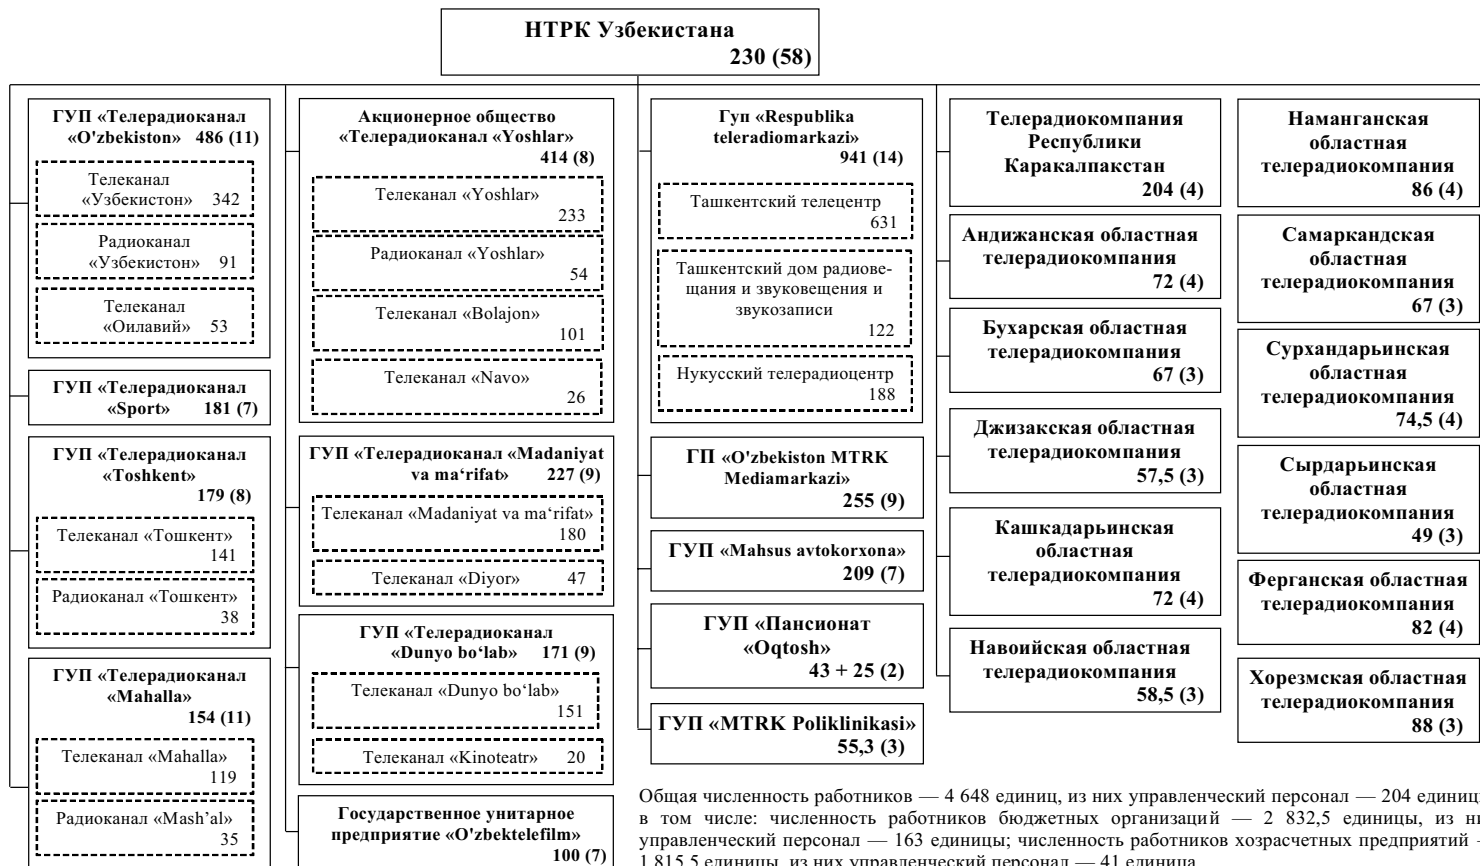 НТРК Узбекистана
230 (58)
ГУП «Телерадиоканал
«O'zbekiston» 486 (11)
Телеканал
«Узбекистон» 342
Радиоканал
«Узбекистон» 91
Телеканал
«Оилавий» 53
ГУП «Телерадиоканал
«Sport» 181 (7)
ГУП «Телерадиоканал
«Toshkent»
179 (8)
Телеканал «Тошкент»
141
Радиоканал «Тошкент»
38
ГУП «Телерадиоканал
«Mahalla»
154 (11)
Телеканал «Mahalla»
119
Радиоканал «Mash’al»
35
Акционерное общество
«Телерадиоканал «Yoshlar»
414 (8)
Телеканал «Yoshlar»
233
Радиоканал «Yoshlar»
54
Телеканал «Bolajon»
101
Телеканал «Navo»
26
ГУП «Телерадиоканал «Madaniyat
va ma‘rifat» 227 (9)
Телеканал «Madaniyat va ma‘rifat»
180
Телеканал «Diyor» 47
ГУП «Телерадиоканал
«Dunyo bo‘lab» 171 (9)
Телеканал «Dunyo bo‘lab»
151
Телеканал «Kinoteatr» 20
Государственное унитарное
предприятие «O'zbektelefilm»
100 (7)
Гуп «Respublika
teleradiomarkazi»
941 (14)
Ташкентский телецентр
631
Ташкентский дом радиове-
щания и звуковещения и
звукозаписи
122
Нукусский телерадиоцентр
188
ГП «O'zbekiston MTRK
Mediamarkazi»
255 (9)
ГУП «Mahsus avtokorxona»
209 (7)
ГУП «Пансионат
«Oqtosh»
43 + 25 (2)
ГУП «MTRK Poliklinikasi»
55,3 (3)
Телерадиокомпания
Республики
Каракалпакстан
204 (4)
Андижанская областная
телерадиокомпания
72 (4)
Бухарская областная
телерадиокомпания
67 (3)
Джизакская областная
телерадиокомпания
57,5 (3)
Кашкадарьинская
областная
телерадиокомпания
72 (4)
Навоийская областная
телерадиокомпания
58,5 (3)
Наманганская
областная
телерадиокомпания
86 (4)
Самаркандская
областная
телерадиокомпания
67 (3)
Сурхандарьинская
областная
телерадиокомпания
74,5 (4)
Сырдарьинская
областная
телерадиокомпания
49 (3)
Ферганская областная
телерадиокомпания
82 (4)
Хорезмская областная
телерадиокомпания
88 (3)
Общая численность работников — 4 648 единиц, из них управленческий персонал — 204 единиц
в том числе: численность работников бюджетных организаций — 2 832,5 единицы, из ни
управленческий персонал — 163 единицы; численность работников хозрасчетных предприятий
1 815,5 единицы, из них управленческий персонал — 41 единица.